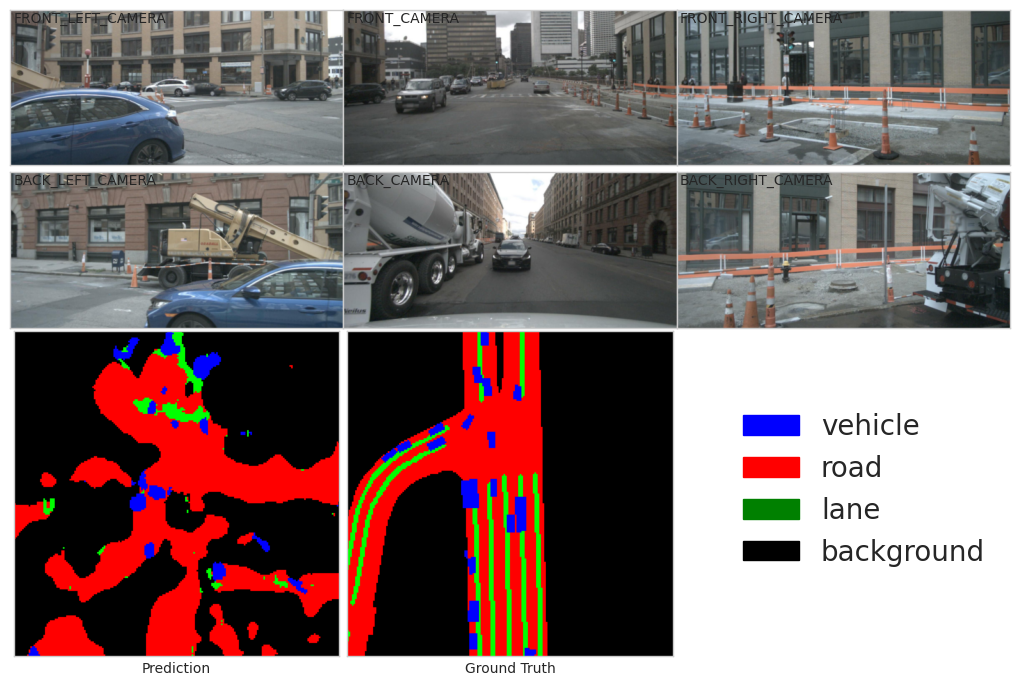 FRONT_LEFT_CAMERA
FRONT_CAMERA
FRONT_RIGHT_CAMERA
BACK_LEFT_CAMERA
BACK_CAMERA
BACK_RIGHT_CAMERA
vehicle
road
lane
background
Prediction
Ground Truth